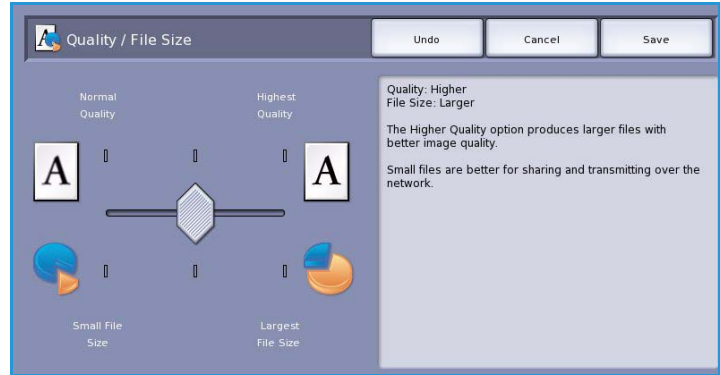 Quality / File Size
Undo
Cancel
Save
Normal
Quality
Highest
Quality
A
A
Small File
Size
Largest
File Size
Quality: Higher
File Size: Larger
The Higher Quality option produces larger files with
better image quality.
Small files are better for sharing and transmitting over the
network.